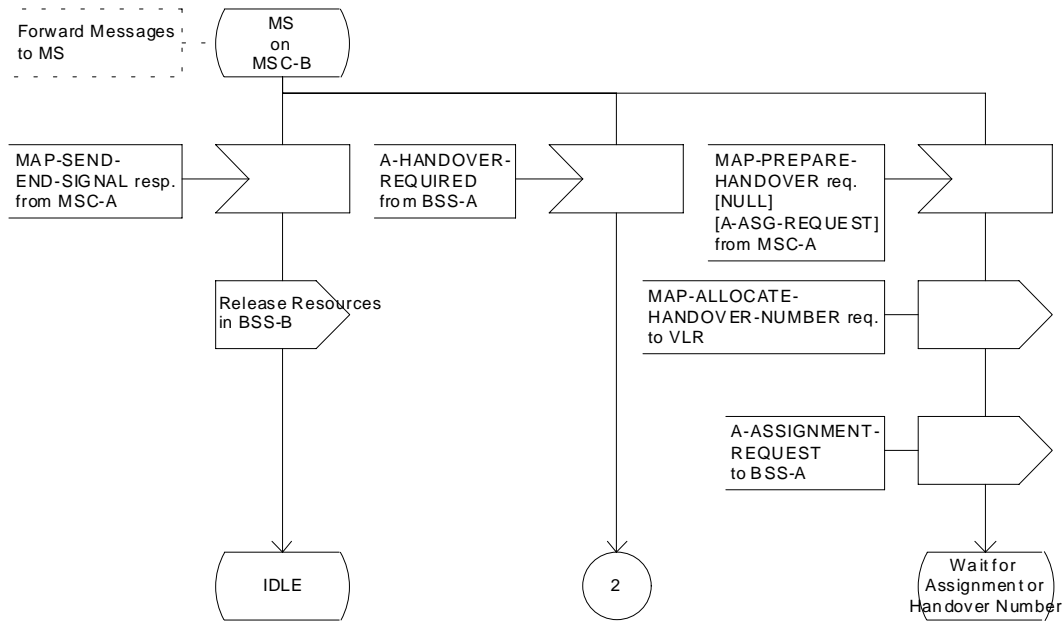 Forward Messages
to MS
MS
on
MSC-B
MAP-SEND-
END-SIGNAL resp.
from MSC-A
A-HANDOVER-
REQUIRED
from BSS-A
MAP-PREPARE-
HANDOVER req.
[NULL]
[A-ASG-REQUEST]
from MSC-A
Release Resources
in BSS-B
MAP-ALLOCATE-
HANDOVER-NUMBER req.
to VLR
A-ASSIGNMENT-
REQUEST
to BSS-A
IDLE
2
Wait for
Assignment or
Handover Number